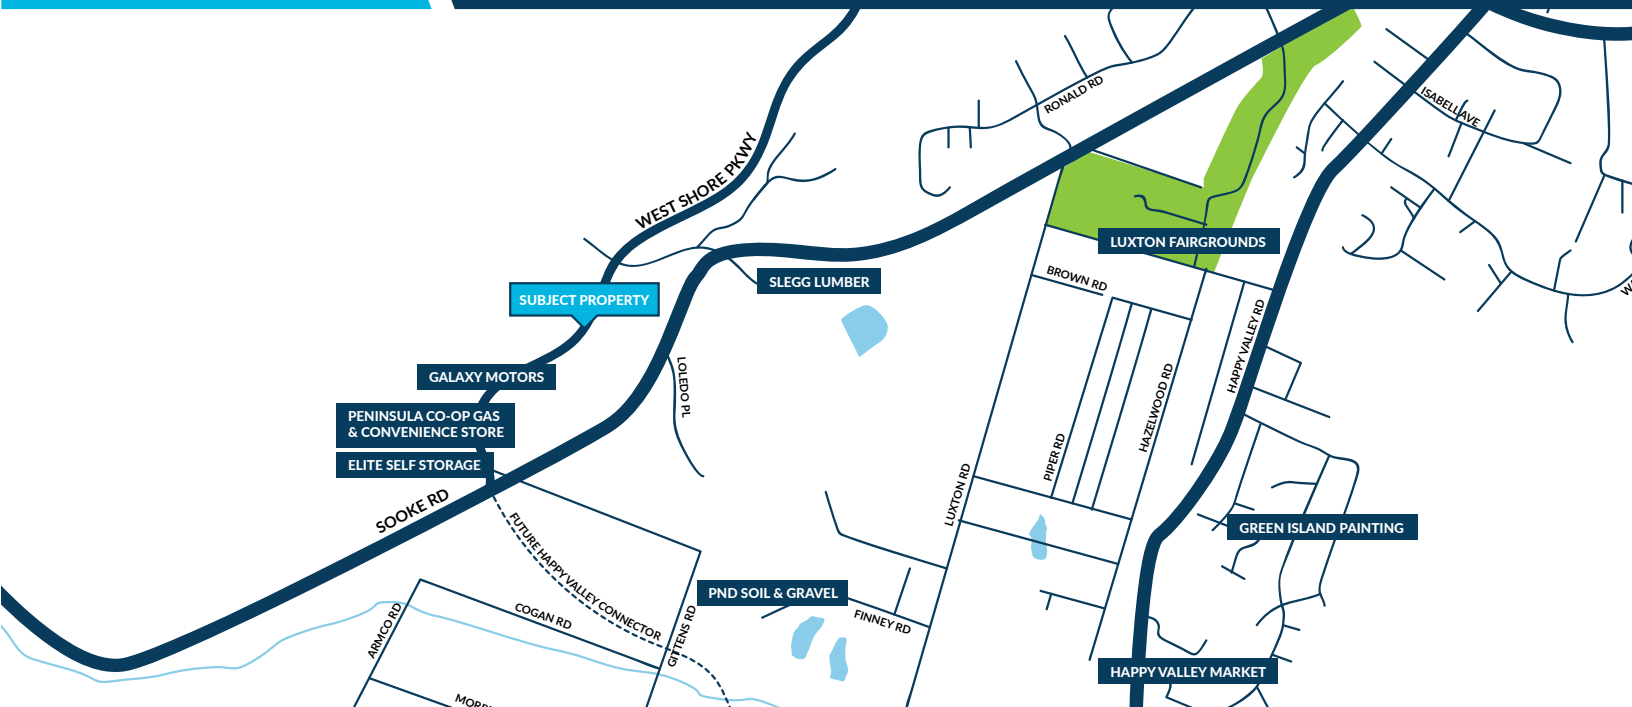 RONALD RD
ISABELL AVE
WEST SHORE PKWY
LUXTON FAIRGROUNDS
BROWN RD
SLEGG LUMBER
SUBJECT PROPERTY
HAPPY VALLEY RD
GALAXY MOTORS
LOLEDO PL
HAZELWOOD RD
PENINSULA CO-OP GAS
& CONVENIENCE STORE
ELITE SELF STORAGE
PIPER RD
LUXTON RD
SOOKE RD
GREEN ISLAND PAINTING
FUTURE HAPPY VALLEY CONNECTOR
PND SOIL & GRAVEL
COGAN RD
FINNEY RD
ARMCO RD
GITTENS RD
HAPPY VALLEY MARKET